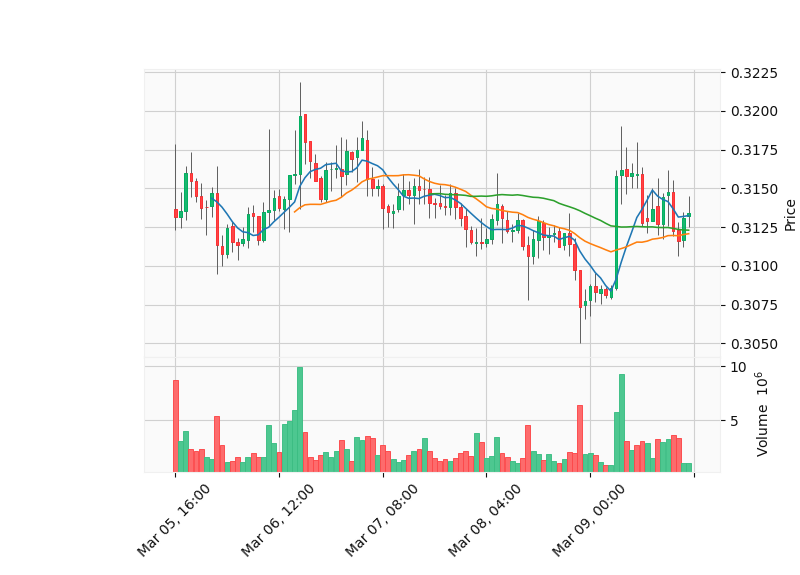 0.3225
0.3200
0.3175
0.3150
0.3125
0.3100
0.3075
0.3050
Price
10
5
Volume 10⁶
Mar 05, 16:00
Mar 06, 12:00
Mar 07, 08:00
Mar 08, 04:00
Mar 09, 00:00